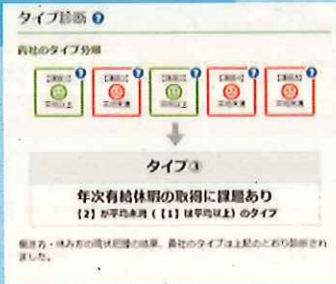 タイプ診断 ?
貴社のタイプ分類
? ? ? ? ?
平均以上 平均未満 平均以上 平均未満 平均未満
タイプ①
年次有給休暇の取得に課題あり
【2】が平均未満（【1】は平均以上）のタイプ
働き方・休み方の現状把握の結果、貴社のタイプは上記のとおり診断され
ました。